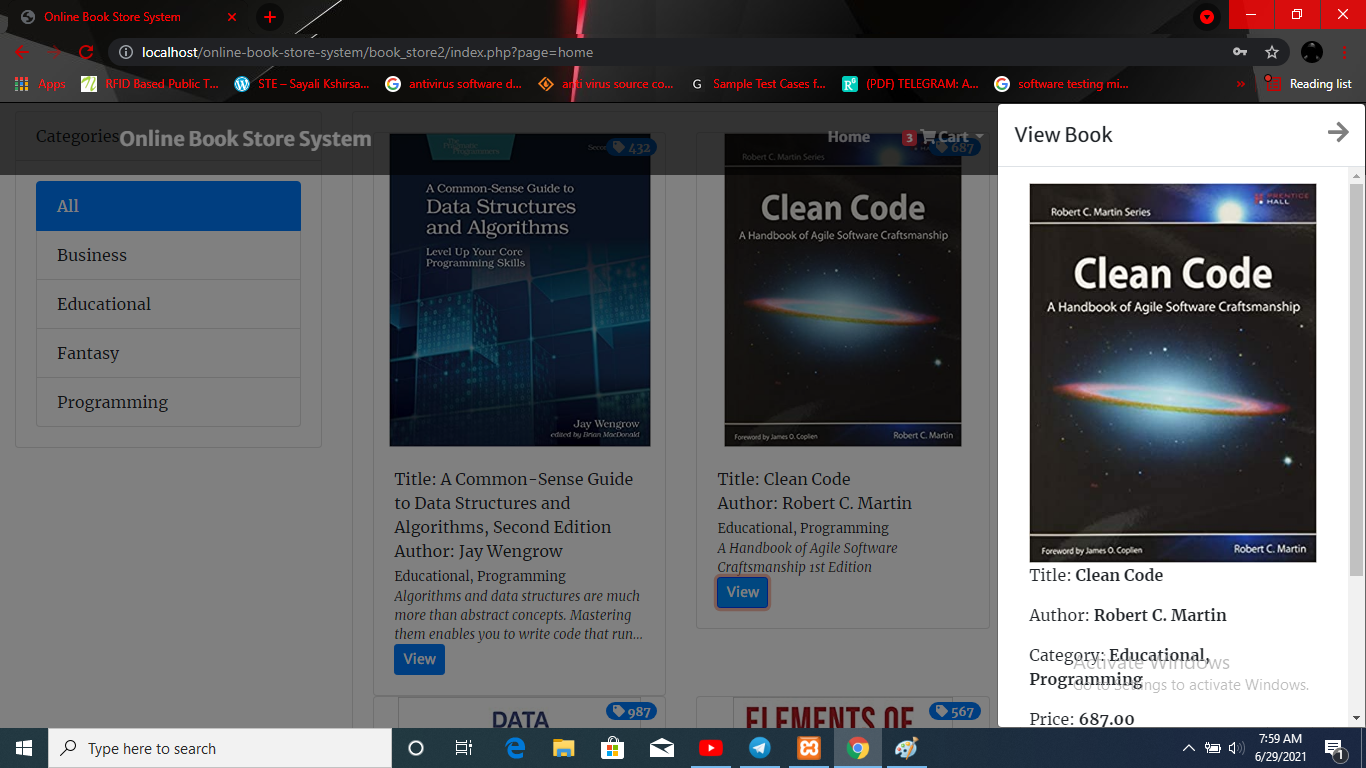 Online Book Store System
localhost/online-book-store-system/book_store2/index.php?page=home
Apps
RFID Based Public T...
STE – Sayali Kshirsa...
antivirus software d...
anti virus source co...
Sample Test Cases f...
(PDF) TELEGRAM: A...
software testing mi...
»
Reading list
Categories
Online Book Store System
Home
3
Cart
All
Business
Educational
Fantasy
Programming
432
A Common-Sense Guide to
Data Structures
and Algorithms
Level Up Your Core
Programming Skills
Jay Wengrow
edited by Brian MacDonald
Title: A Common-Sense Guide
to Data Structures and
Algorithms, Second Edition
Author: Jay Wengrow
Educational, Programming
Algorithms and data structures are much
more than abstract concepts. Mastering
them enables you to write code that run...
View
687
Robert C. Martin Series
Clean Code
A Handbook of Agile Software Craftsmanship
Foreword by James O. Coplien
Robert C. Martin
Title: Clean Code
Author: Robert C. Martin
Educational, Programming
A Handbook of Agile Software
Craftsmanship 1st Edition
View
987
DATA
567
ELEMENTS OF
View Book
PRENTICE
HALL
Robert C. Martin Series
Clean Code
A Handbook of Agile Software Craftsmanship
Foreword by James O. Coplien
Robert C. Martin
Title: Clean Code
Author: Robert C. Martin
Category: Educational,
Programming
Price: 687.00
Activate Windows
Go to Settings to activate Windows.
Type here to search
7:59 AM
6/29/2021
1